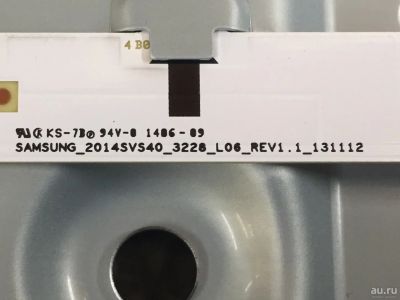 4 B0
KS-7D 94V-0 1406-09
SAMSUNG_2014SVS40_3228_L06_REV1.1_131112
au.ru